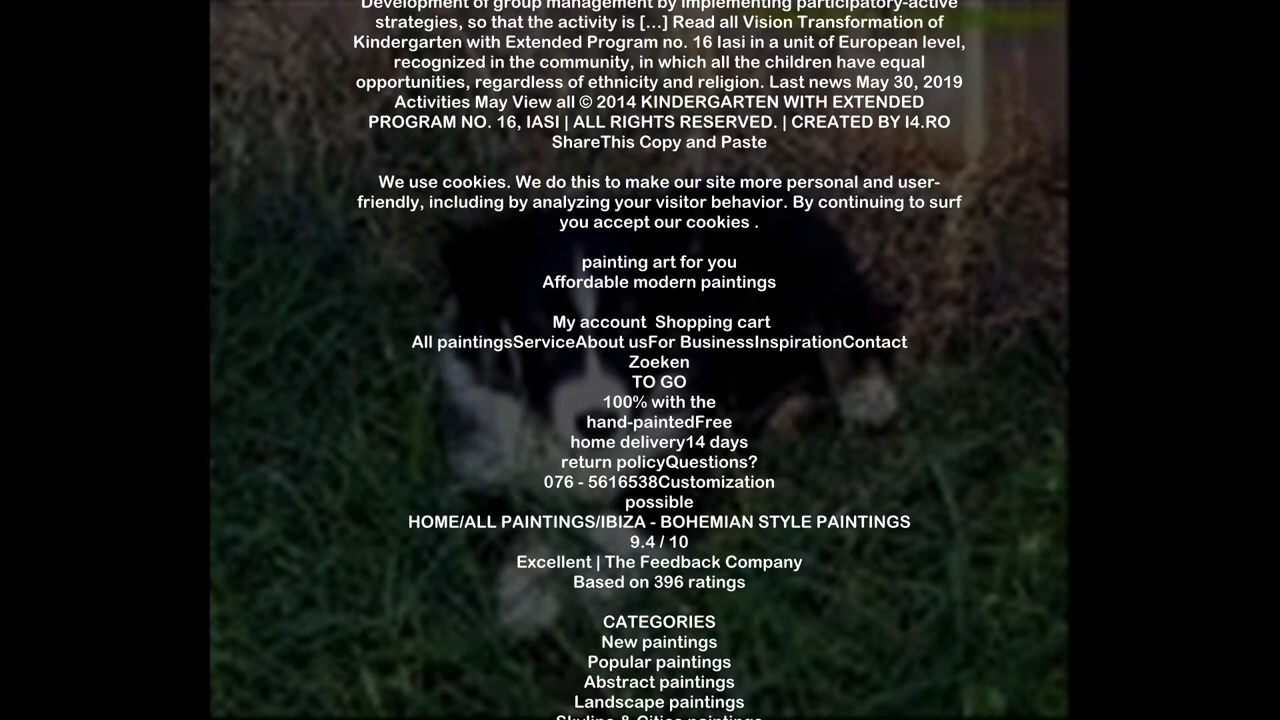 Development of group management by implementing participatory-active
strategies, so that the activity is [...] Read all Vision Transformation of
Kindergarten with Extended Program no. 16 Iasi in a unit of European level,
recognized in the community, in which all the children have equal
opportunities, regardless of ethnicity and religion. Last news May 30, 2019
Activities May View all © 2014 KINDERGARTEN WITH EXTENDED
PROGRAM NO. 16, IASI | ALL RIGHTS RESERVED. | CREATED BY I4.RO
ShareThis Copy and Paste
We use cookies. We do this to make our site more personal and user-
friendly, including by analyzing your visitor behavior. By continuing to surf
you accept our cookies .
painting art for you
Affordable modern paintings
My account  Shopping cart
All paintingsServiceAbout usFor BusinessInspirationContact
Zoeken
TO GO
100% with the
hand-paintedFree
home delivery14 days
return policyQuestions?
076 - 5616538Customization
possible
HOME/ALL PAINTINGS/IBIZA - BOHEMIAN STYLE PAINTINGS
9.4 / 10
Excellent | The Feedback Company
Based on 396 ratings
CATEGORIES
New paintings
Popular paintings
Abstract paintings
Landscape paintings
Skyline & Cities paintings